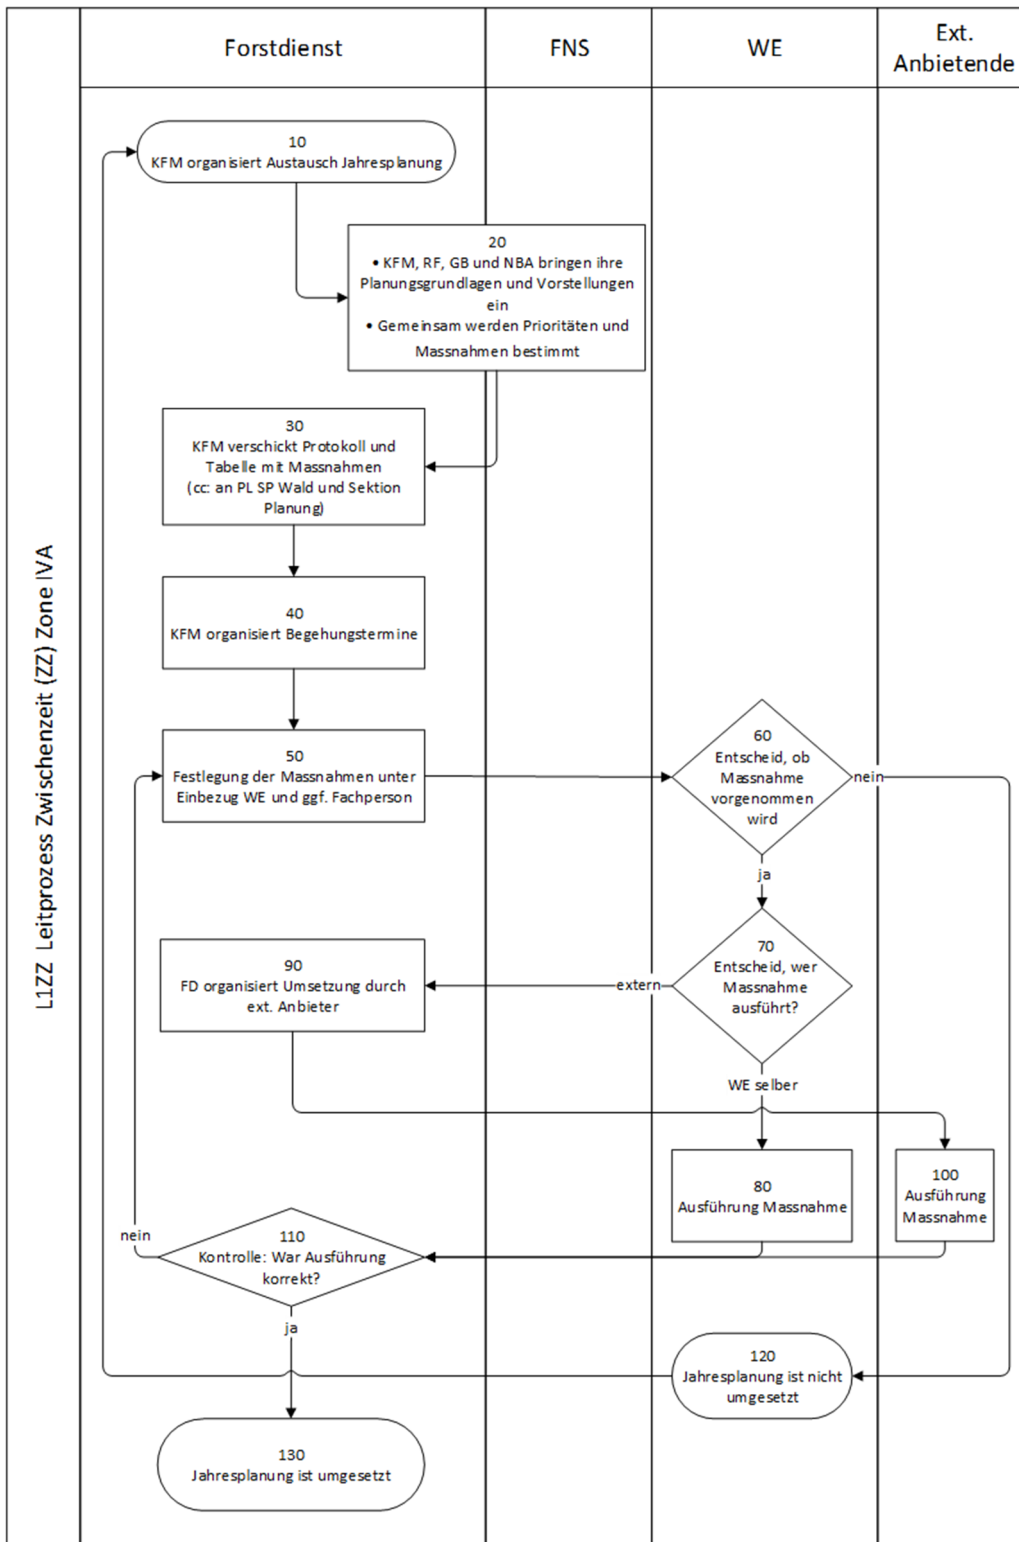 L1ZZ Leitprozess Zwischenzeit (ZZ) Zone IVA
Forstdienst
FNS
WE
Ext.
Anbietende
10
KFM organisiert Austausch Jahresplanung
20
• KFM, RF, GB und NBA bringen ihre
Planungsgrundlagen und Vorstellungen
ein
• Gemeinsam werden Prioritäten und
Massnahmen bestimmt
30
KFM verschickt Protokoll und
Tabelle mit Massnahmen
(cc: an PL SP Wald und Sektion
Planung)
40
KFM organisiert Begehungstermine
50
Festlegung der Massnahmen unter
Einbezug WE und ggf. Fachperson
60
Entscheid, ob
Massnahme
vorgenommen
wird
nein
ja
70
Entscheid, wer
Massnahme
ausführt?
extern
90
FD organisiert Umsetzung durch
ext. Anbieter
WE selber
80
Ausführung Massnahme
100
Ausführung
Massnahme
nein
110
Kontrolle: War Ausführung
korrekt?
ja
120
Jahresplanung ist nicht
umgesetzt
130
Jahresplanung ist umgesetzt